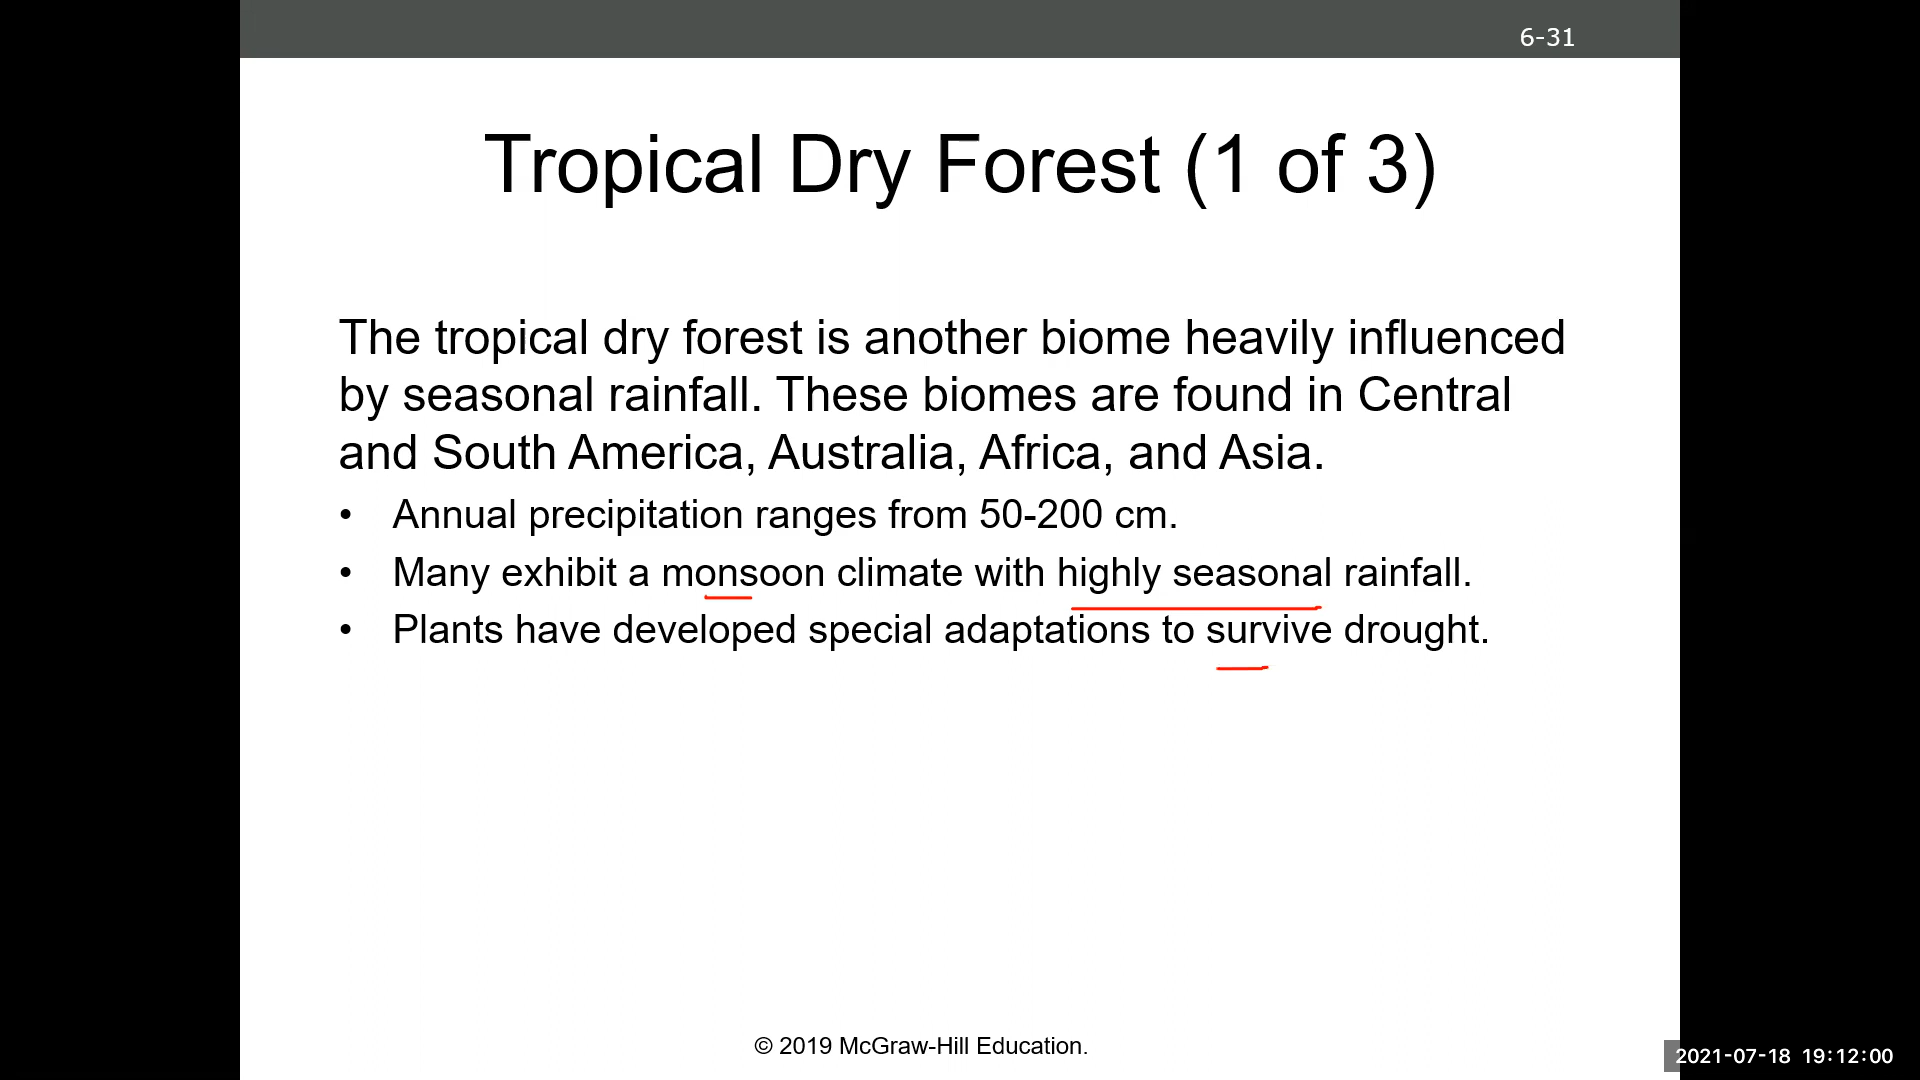 6-31
Tropical Dry Forest (1 of 3)
The tropical dry forest is another biome heavily influenced
by seasonal rainfall. These biomes are found in Central
and South America, Australia, Africa, and Asia.
• Annual precipitation ranges from 50-200 cm.
• Many exhibit a monsoon climate with highly seasonal rainfall.
• Plants have developed special adaptations to survive drought.
© 2019 McGraw-Hill Education.
2021-07-18 19:12:00